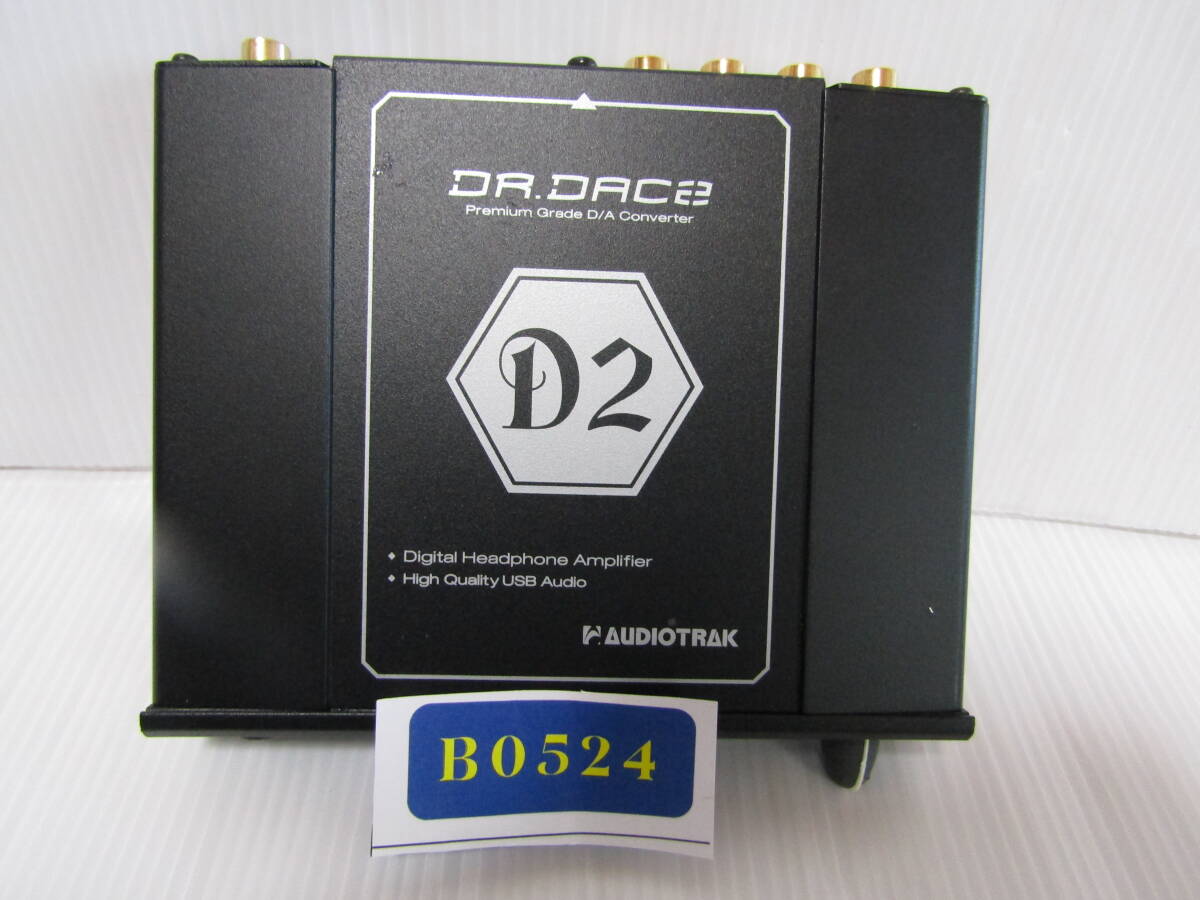 DR.DAC2
Premium Grade D/A Converter
D2
◆ Digital Headphone Amplifier
◆ High Quality USB Audio
AUDIOTRAK
B0524